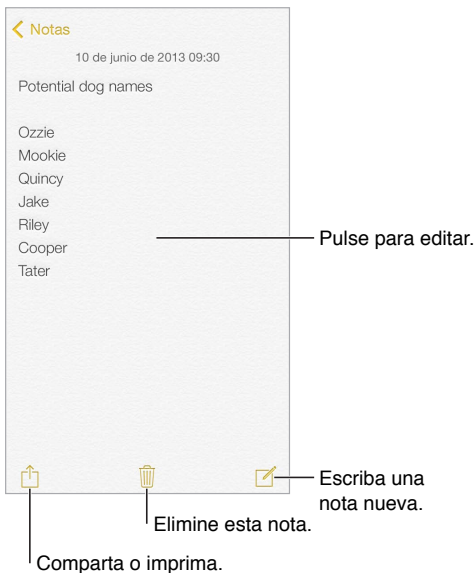 Notas
10 de junio de 2013 09:30
Potential dog names
Ozzie
Mookie
Quincy
Jake
Riley
Cooper
Tater
Pulse para editar.
Escriba una
nota nueva.
Elimine esta nota.
Comparta o imprima.